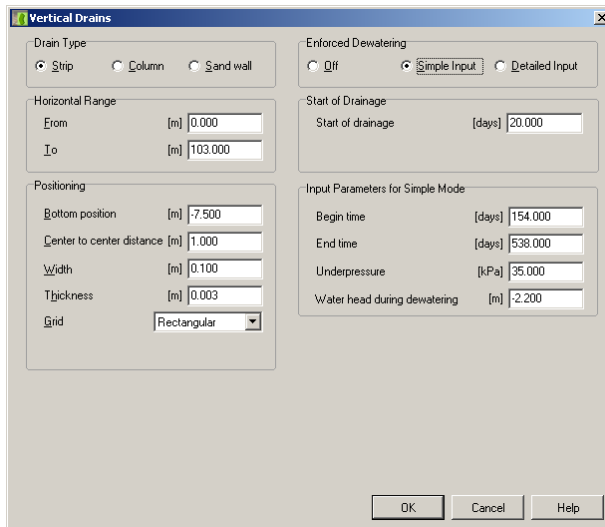 Vertical Drains
Drain Type
Strip Column Sand wall
Horizontal Range
From [m] 0.000
To [m] 103.000
Positioning
Bottom position [m] -7.500
Center to center distance [m] 1.000
Width [m] 0.100
Thickness [m] 0.003
Grid Rectangular
Enforced Dewatering
Off Simple Input Detailed Input
Start of Drainage
Start of drainage [days] 20.000
Input Parameters for Simple Mode
Begin time [days] 154.000
End time [days] 538.000
Underpressure [kPa] 35.000
Water head during dewatering [m] -2.200
OK Cancel Help